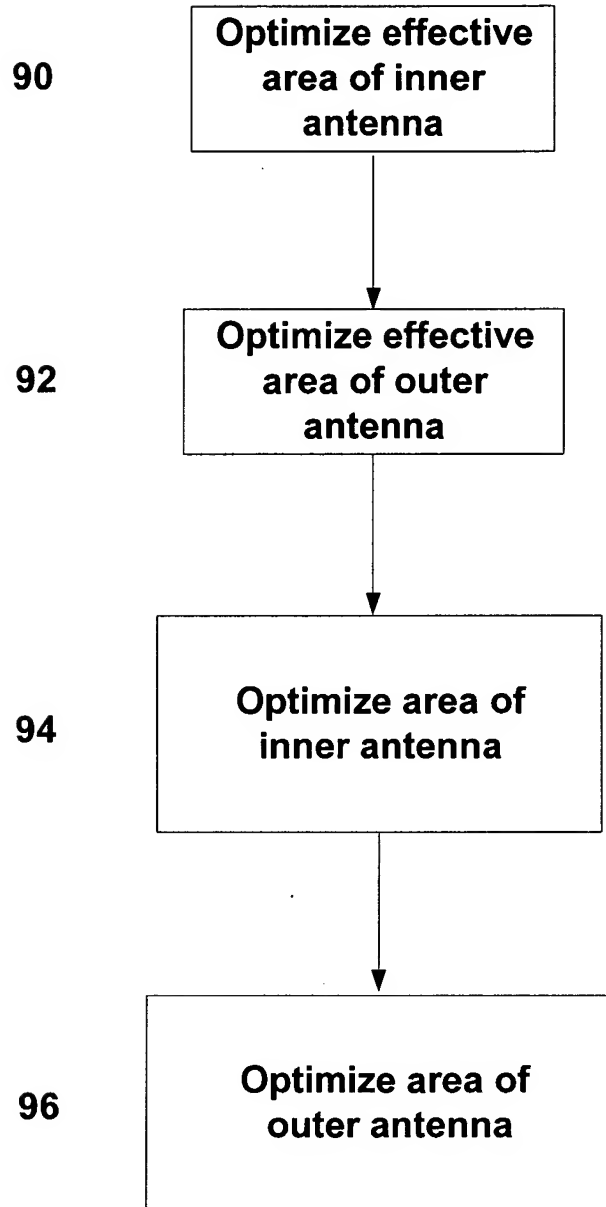 90
Optimize effective
area of inner
antenna
92
Optimize effective
area of outer
antenna
94
Optimize area of
inner antenna
96
Optimize area of
outer antenna